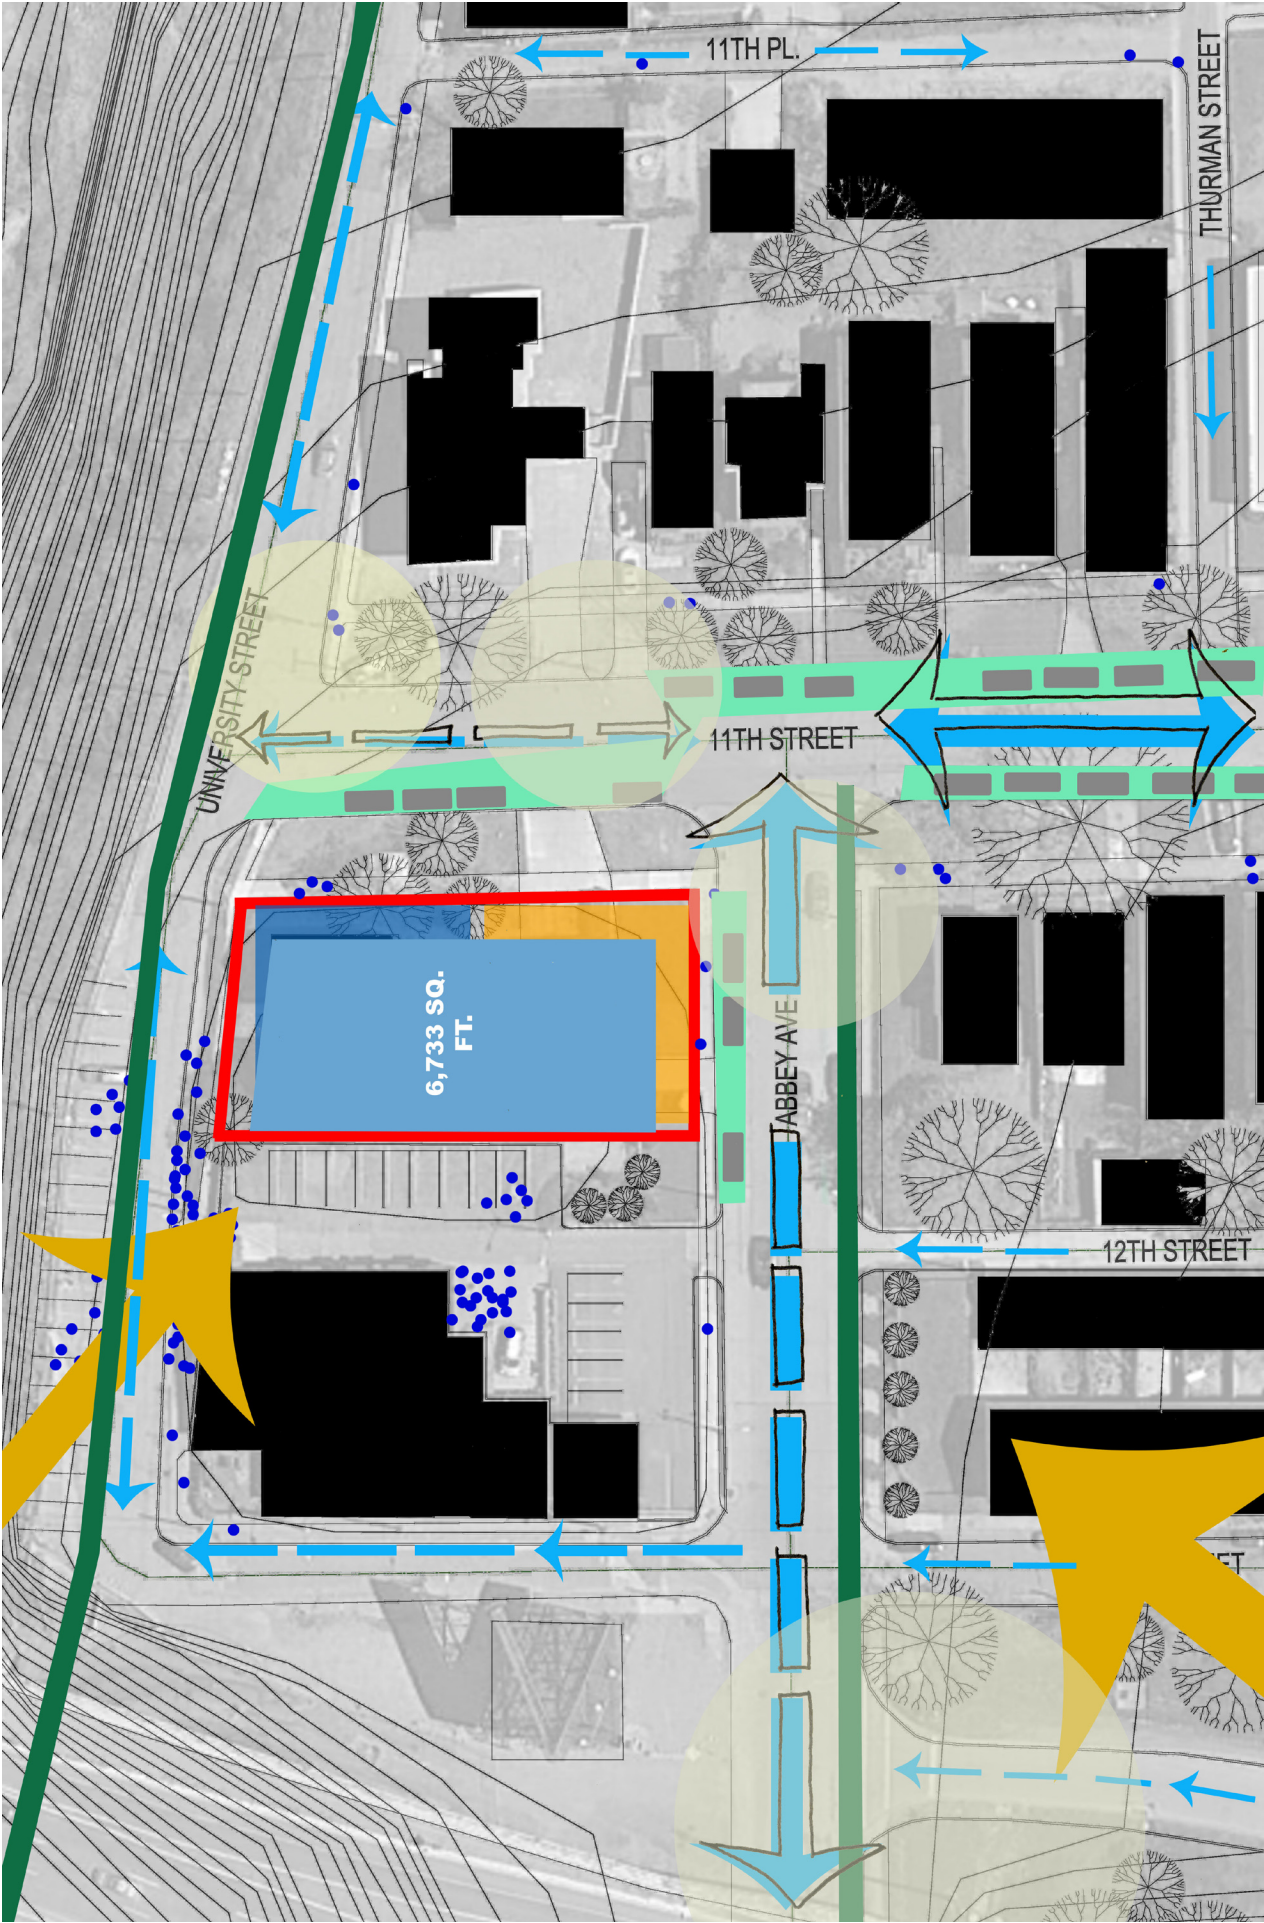 11TH PL.
THURMAN STREET
UNIVERSITY STREET
11TH STREET
6,733 SQ.
FT.
ABBEY AVE
12TH STREET